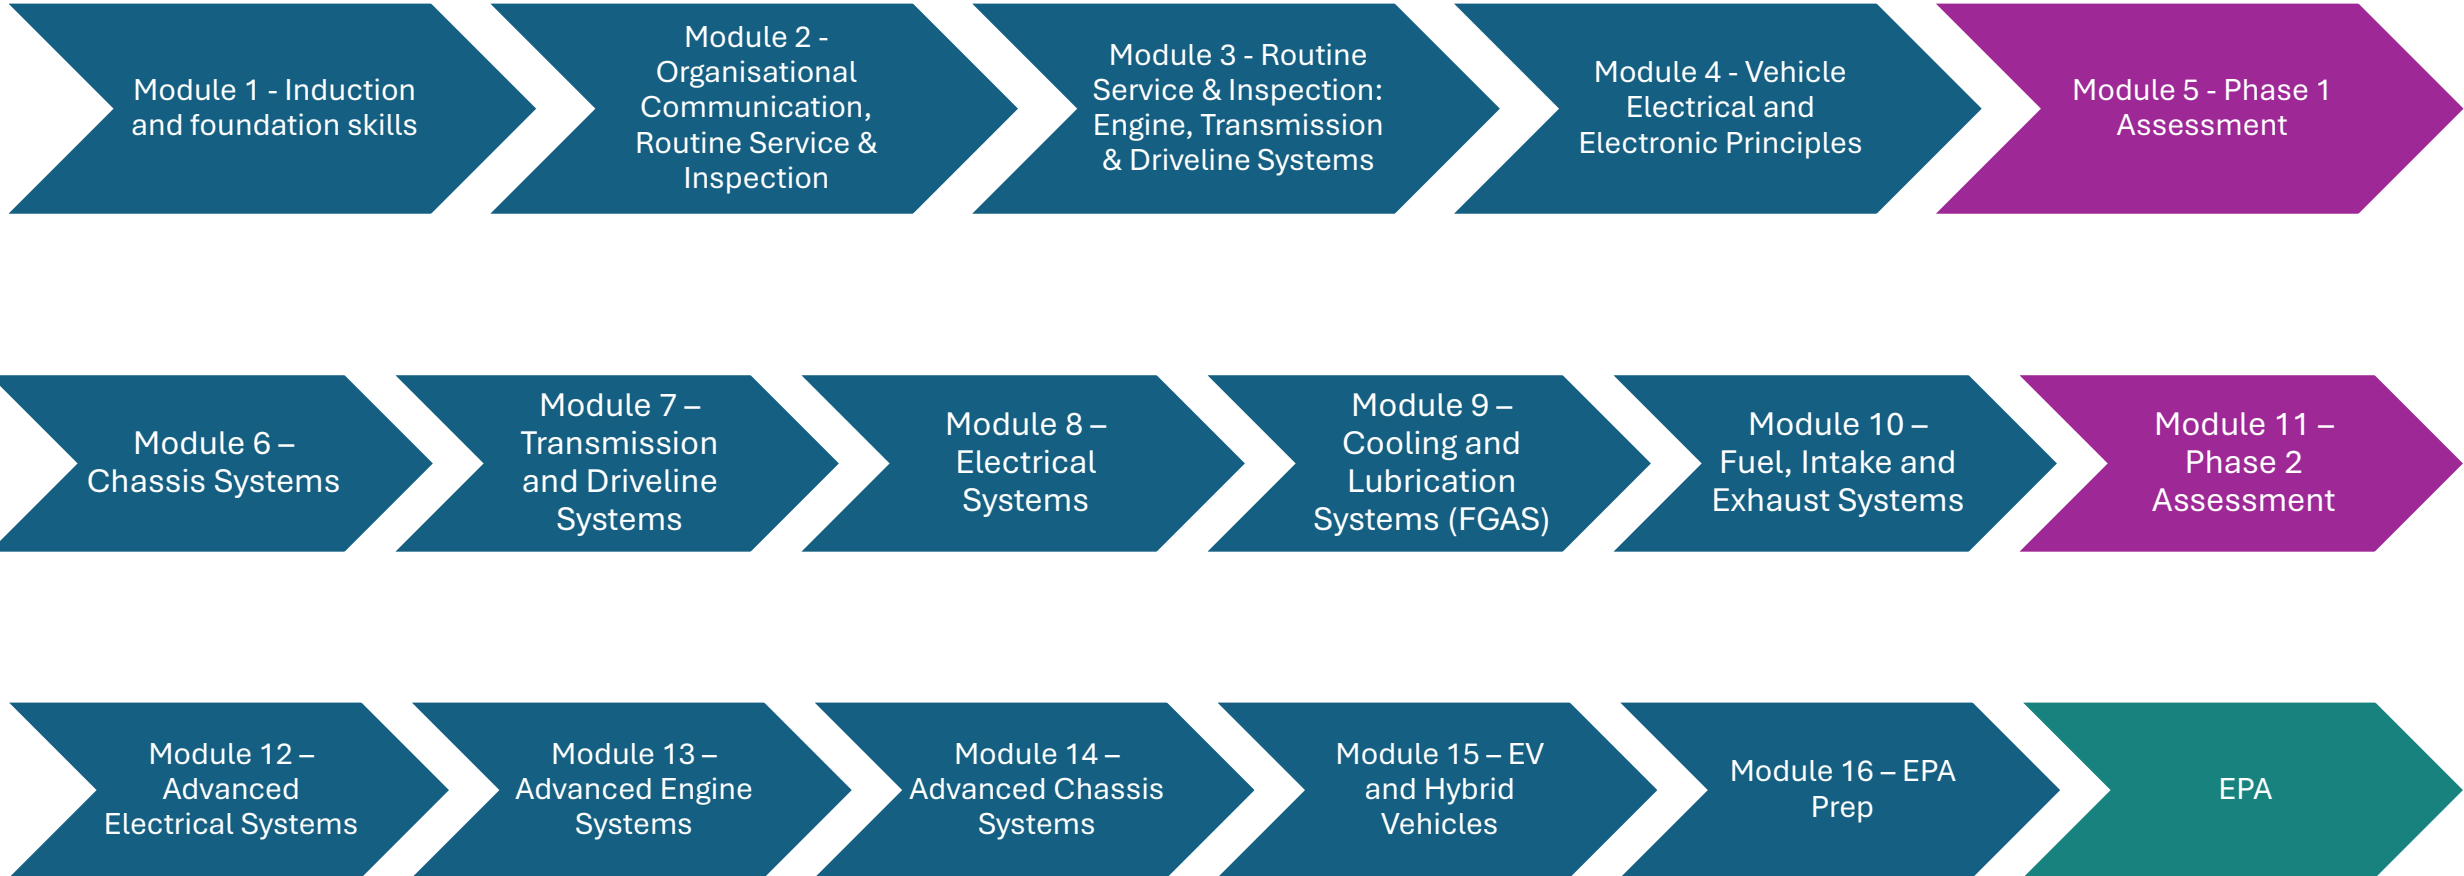 Module 1 - Induction
and foundation skills
Module 2 -
Organisational
Communication,
Routine Service &
Inspection
Module 3 - Routine
Service & Inspection:
Engine, Transmission
& Driveline Systems
Module 4 - Vehicle
Electrical and
Electronic Principles
Module 5 - Phase 1
Assessment
Module 6 –
Chassis Systems
Module 7 –
Transmission
and Driveline
Systems
Module 8 –
Electrical
Systems
Module 9 –
Cooling and
Lubrication
Systems (FGAS)
Module 10 –
Fuel, Intake and
Exhaust Systems
Module 11 –
Phase 2
Assessment
Module 12 –
Advanced
Electrical Systems
Module 13 –
Advanced Engine
Systems
Module 14 –
Advanced Chassis
Systems
Module 15 – EV
and Hybrid
Vehicles
Module 16 – EPA
Prep
EPA